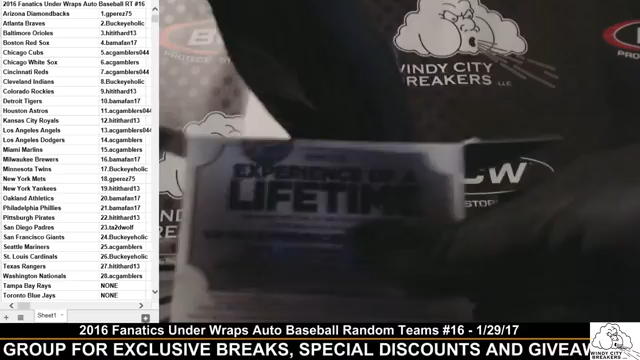 2016 Fanatics Under Wraps Auto Baseball RT #16
Arizona Diamondbacks 1.gperez75
Atlanta Braves 2.Buckeyeholic
Baltimore Orioles 3.hitithard13
Boston Red Sox 4.bamafan17
Chicago Cubs 5.acgamblers044
Chicago White Sox 6.acgamblers
Cincinnati Reds 7.acgamblers044
Cleveland Indians 8.Buckeyeholic
Colorado Rockies 9.hitithard13
Detroit Tigers 10.bamafan17
Houston Astros 11.acgamblers044
Kansas City Royals 12.hitithard13
Los Angeles Angels 13.acgamblers044
Los Angeles Dodgers 14.acgamblers
Miami Marlins 15.acgamblers
Milwaukee Brewers 16.bamafan17
Minnesota Twins 17.Buckeyeholic
New York Mets 18.gperez75
New York Yankees 19.hitithard13
Oakland Athletics 20.bamafan17
Philadelphia Phillies 21.bamafan17
Pittsburgh Pirates 22.hitithard13
San Diego Padres 23.ta2dwolf
San Francisco Giants 24.Buckeyeholic
Seattle Mariners 25.acgamblers
St. Louis Cardinals 26.Buckeyeholic
Texas Rangers 27.hitithard13
Washington Nationals 28.acgamblers
Tampa Bay Rays NONE
Toronto Blue Jays NONE
Sheet1
WINDY CITY
BREAKERS LLC
EXPERIENCE OF A
LIFETIME
CW
PROTE
STOR
WIND
2016 Fanatics Under Wraps Auto Baseball Random Teams #16 - 1/29/17
GROUP FOR EXCLUSIVE BREAKS, SPECIAL DISCOUNTS AND GIVEAW
WINDY CITY
BREAKERS